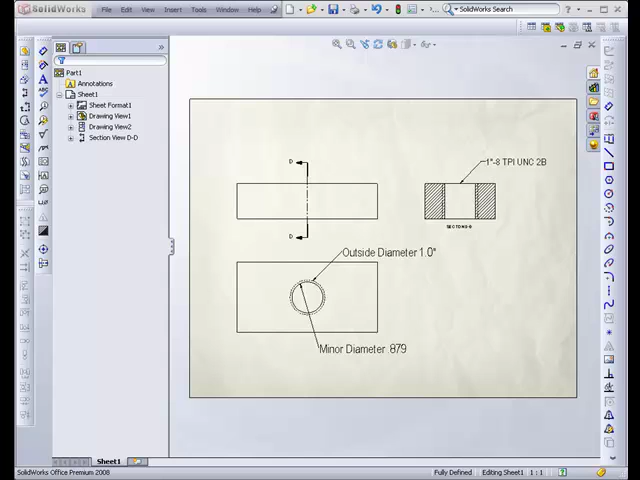 SolidWorks
File Edit View Insert Tools Window Help
SolidWorks Search
Part1
Annotations
Sheet1
Sheet Format1
Drawing View1
Drawing View2
Section View D-D
D
1"-8 TPI UNC 2B
SECTION D-D
D
Outside Diameter 1.0"
Minor Diameter .879
Sheet1
SolidWorks Office Premium 2008
Fully Defined Editing Sheet1 1 : 1